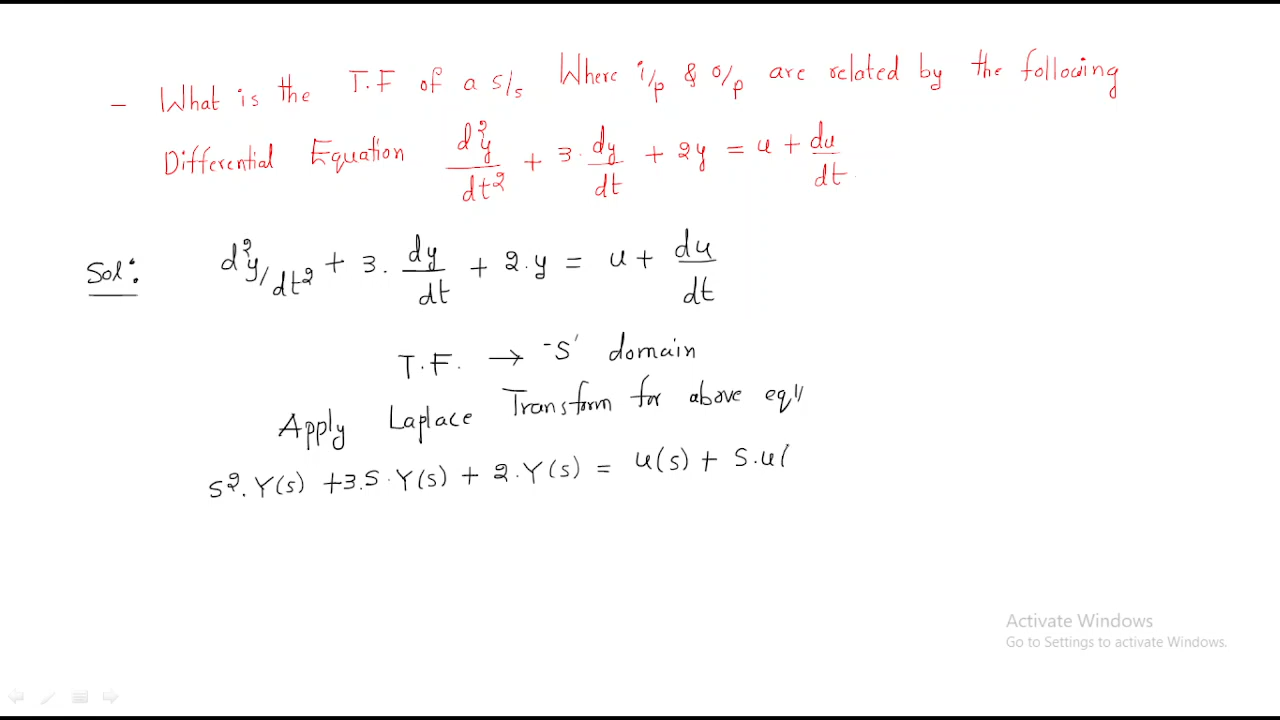 - What is the T.F of a s/s Where i/p & o/p are related by the following
Differential Equation d²y/dt² + 3. dy/dt + 2y = u + du/dt
Sol: d²y/dt² + 3. dy/dt + 2.y = u + du/dt
T.F. → 's' domain
Apply Laplace Transform for above eqn
s². Y(s) + 3.s. Y(s) + 2. Y(s) = u(s) + s.u(
Activate Windows
Go to Settings to activate Windows.